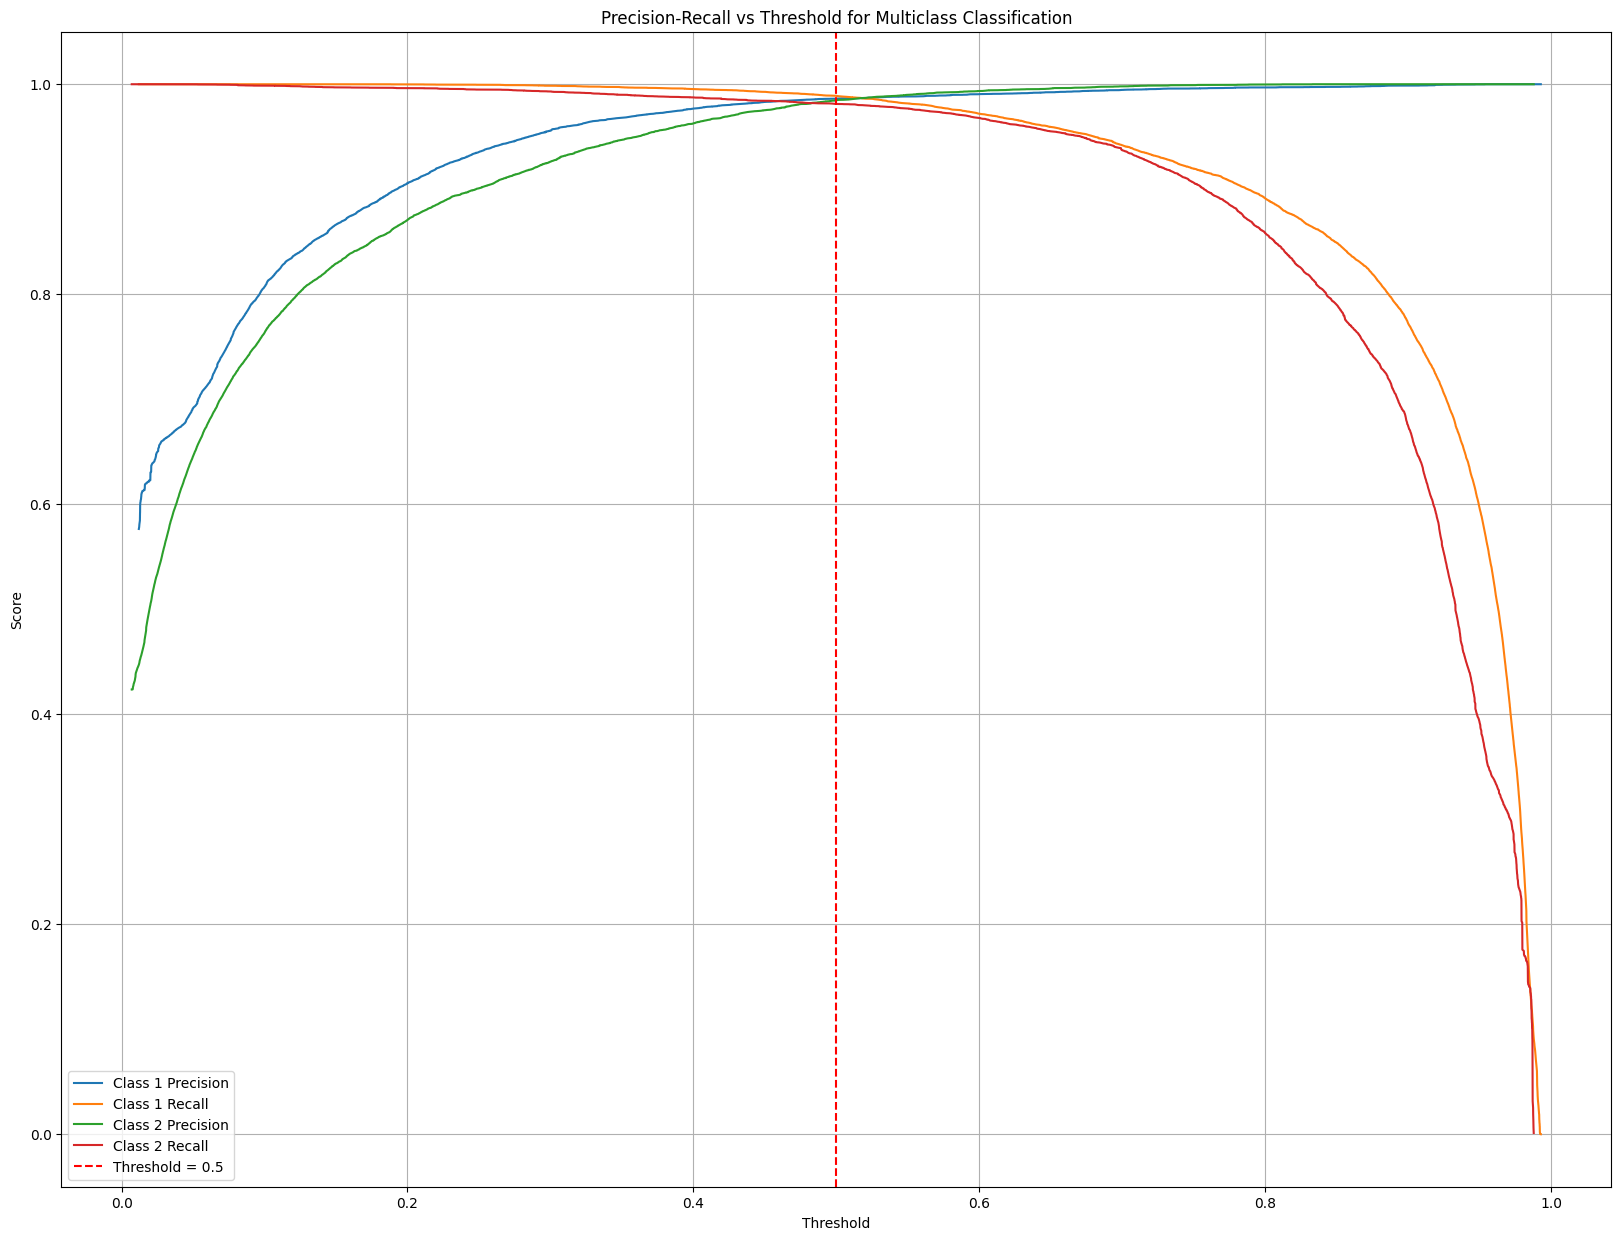 Precision-Recall vs Threshold for Multiclass Classification
1.0
0.8
0.6
0.4
0.2
0.0
Score
Class 1 Precision
Class 1 Recall
Class 2 Precision
Class 2 Recall
Threshold = 0.5
0.0 0.2 0.4 0.6 0.8 1.0
Threshold